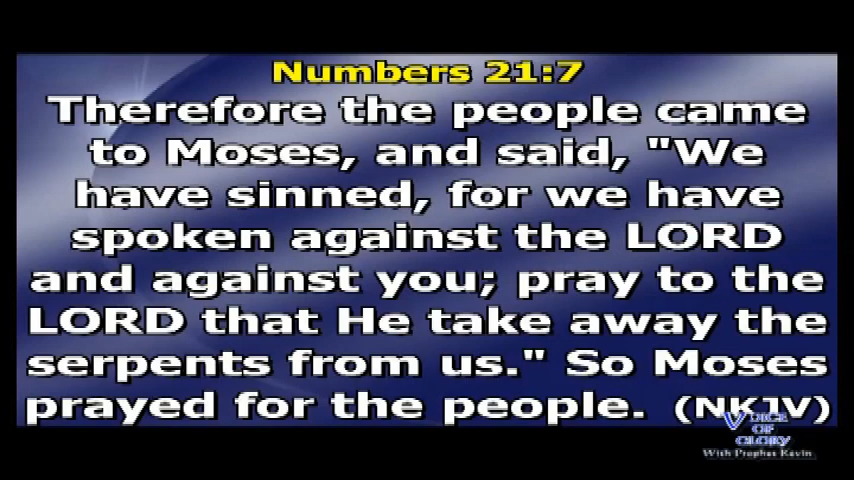 Numbers 21:7
Therefore the people came
to Moses, and said, "We
have sinned, for we have
spoken against the LORD
and against you; pray to the
LORD that He take away the
serpents from us." So Moses
prayed for the people. (NKJV)
VOICE
OF
GLORY
With Prophet Kevin